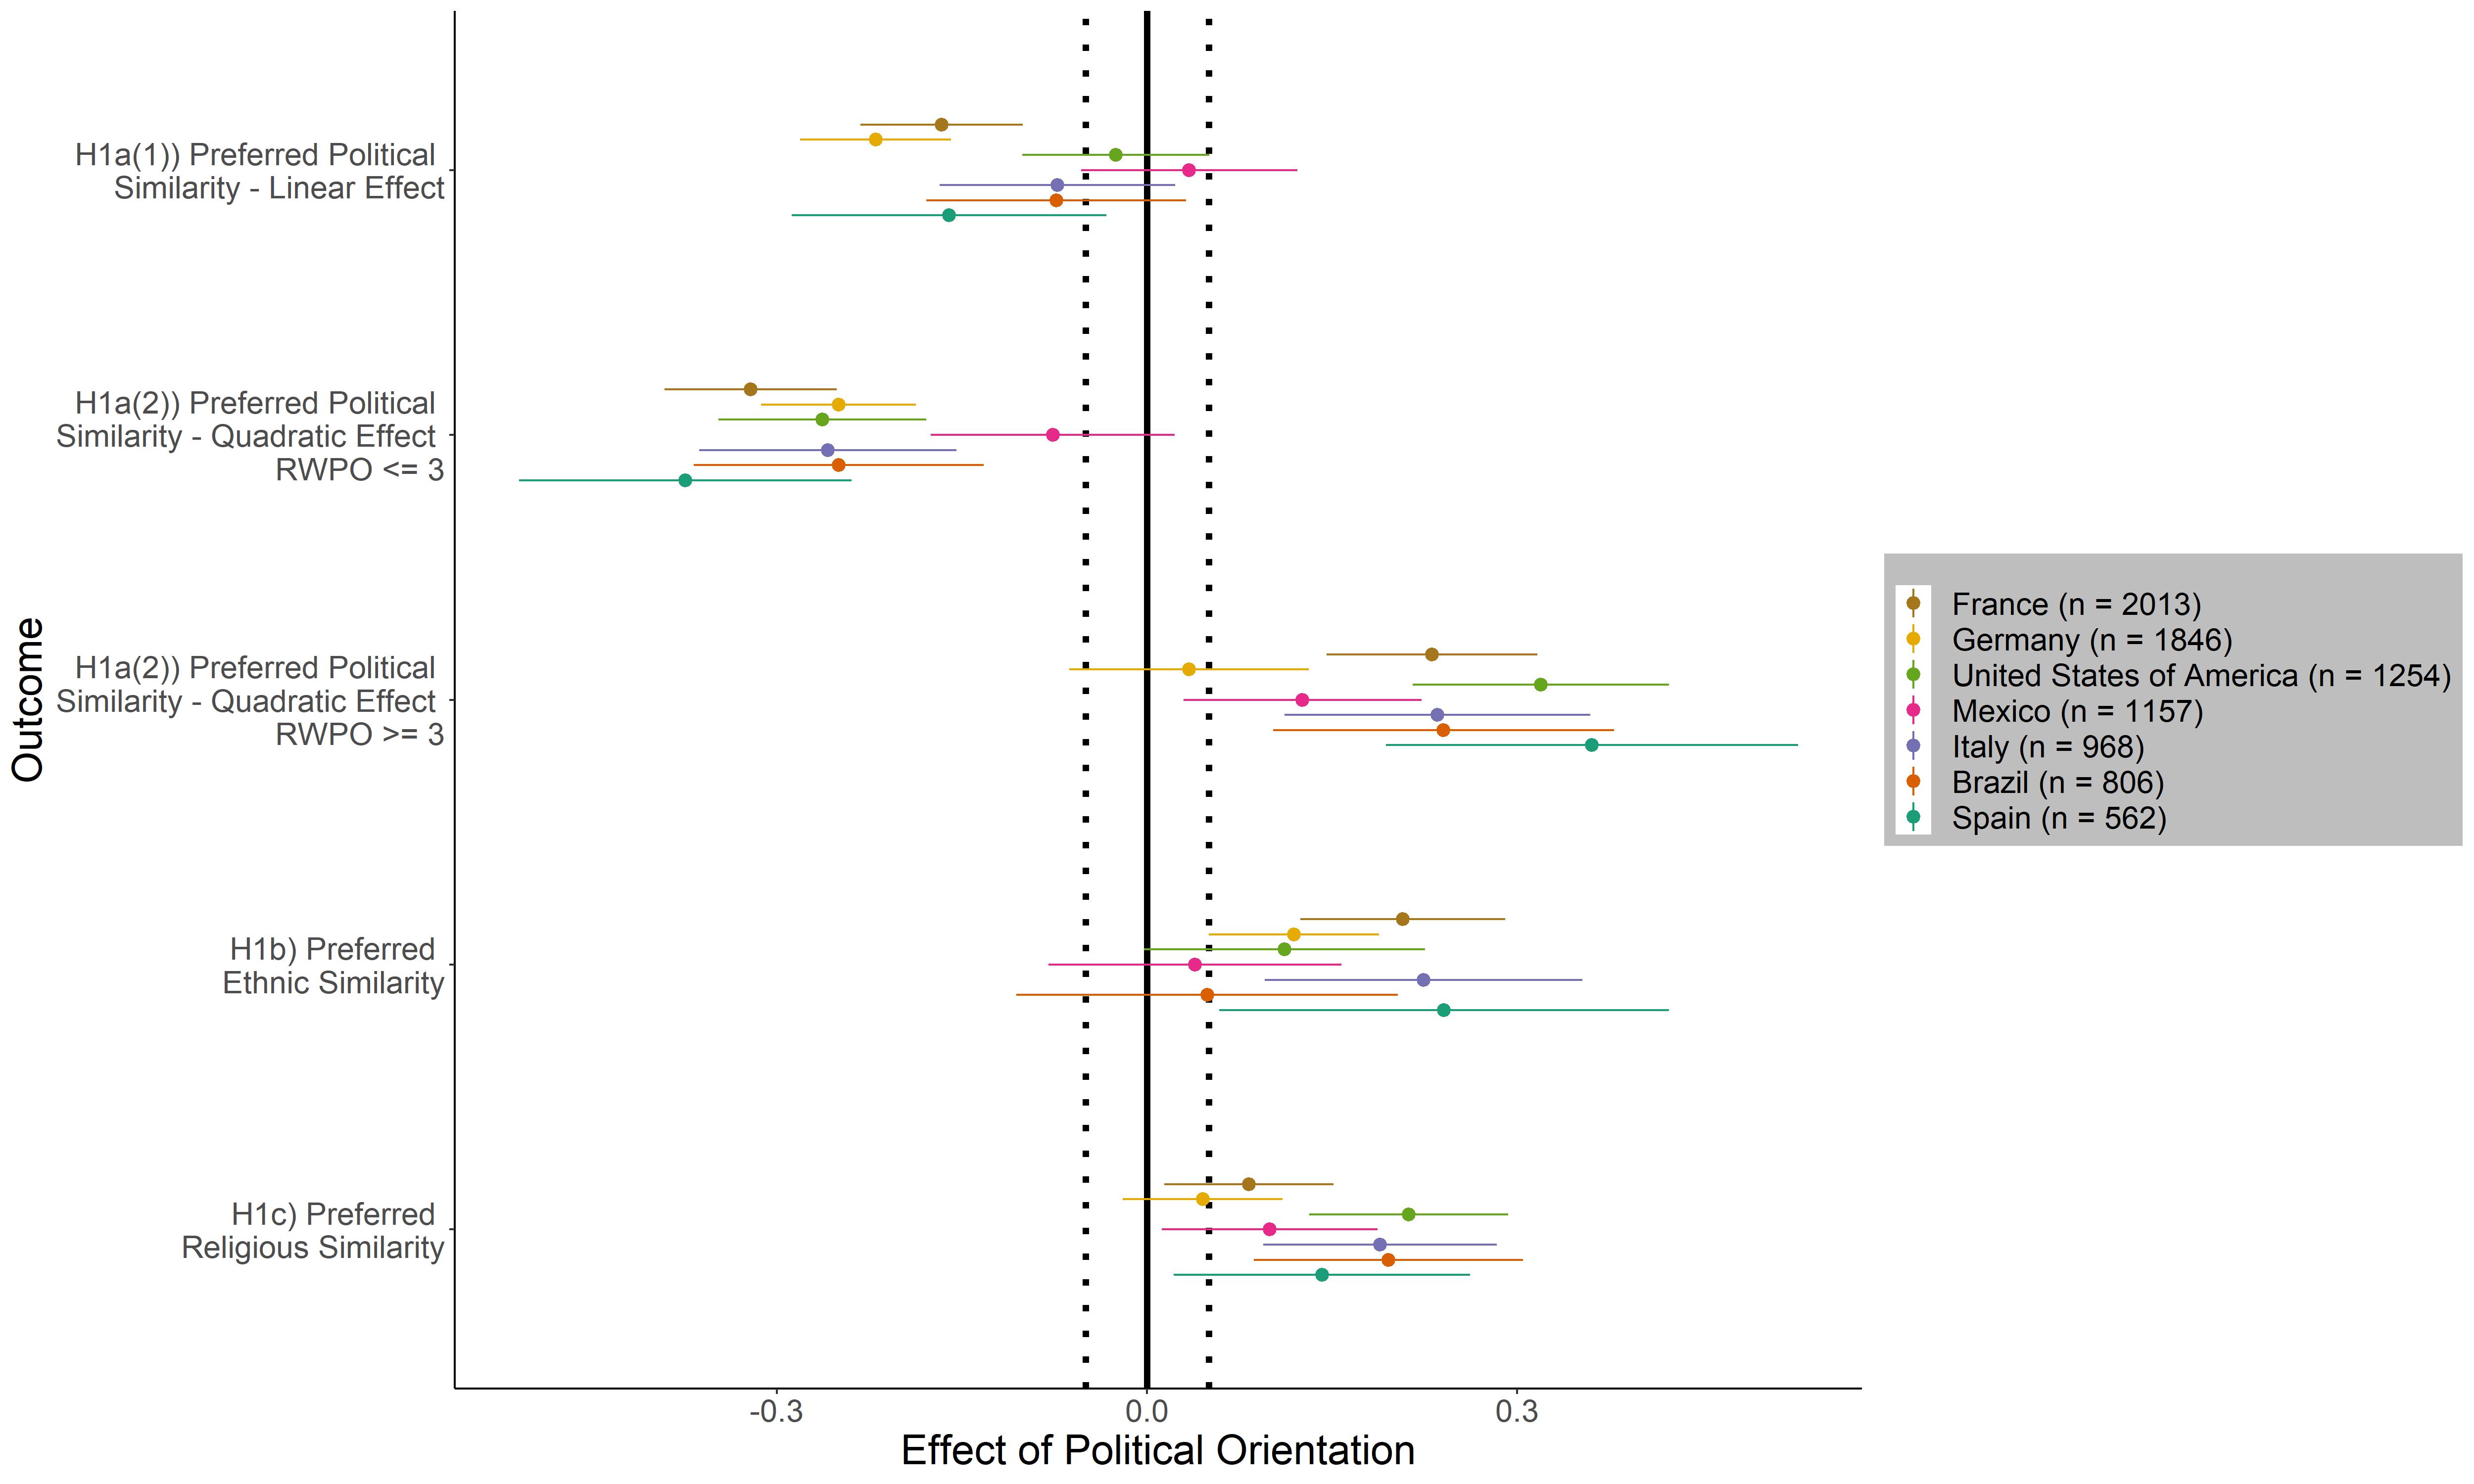 Outcome
H1a(1)) Preferred Political
Similarity - Linear Effect
H1a(2)) Preferred Political
Similarity - Quadratic Effect
RWPO <= 3
H1a(2)) Preferred Political
Similarity - Quadratic Effect
RWPO >= 3
H1b) Preferred
Ethnic Similarity
H1c) Preferred
Religious Similarity
-0.3
0.0
0.3
Effect of Political Orientation
France (n = 2013)
Germany (n = 1846)
United States of America (n = 1254)
Mexico (n = 1157)
Italy (n = 968)
Brazil (n = 806)
Spain (n = 562)